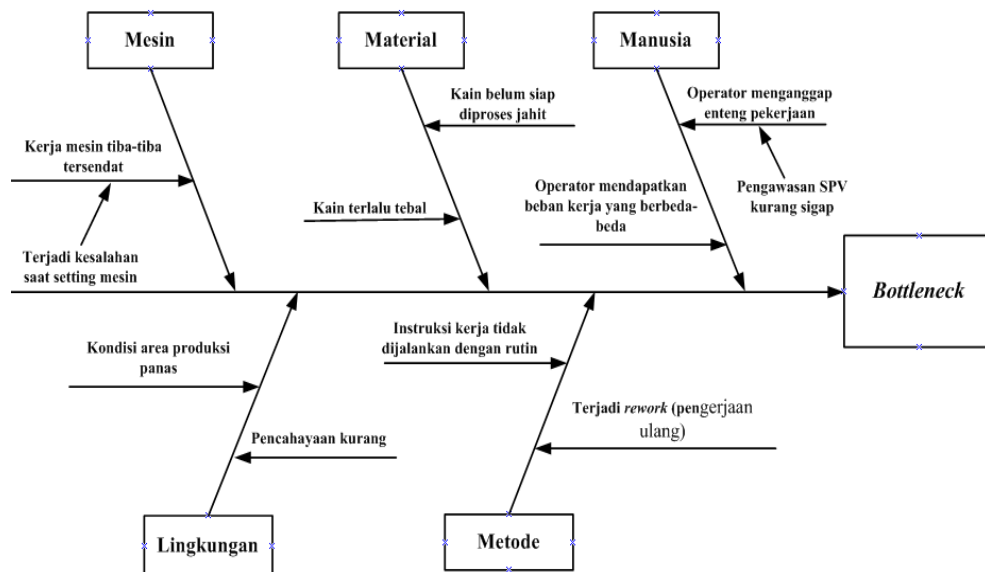 Mesin
Material
Manusia
Kain belum siap
diproses jahit
Operator menganggap
enteng pekerjaan
Kerja mesin tiba-tiba
tersendat
Pengawasan SPV
kurang sigap
Operator mendapatkan
beban kerja yang berbeda-
beda
Kain terlalu tebal
Terjadi kesalahan
saat setting mesin
Bottleneck
Instruksi kerja tidak
dijalankan dengan rutin
Kondisi area produksi
panas
Terjadi rework (pengerjaan
ulang)
Pencahayaan kurang
Lingkungan
Metode